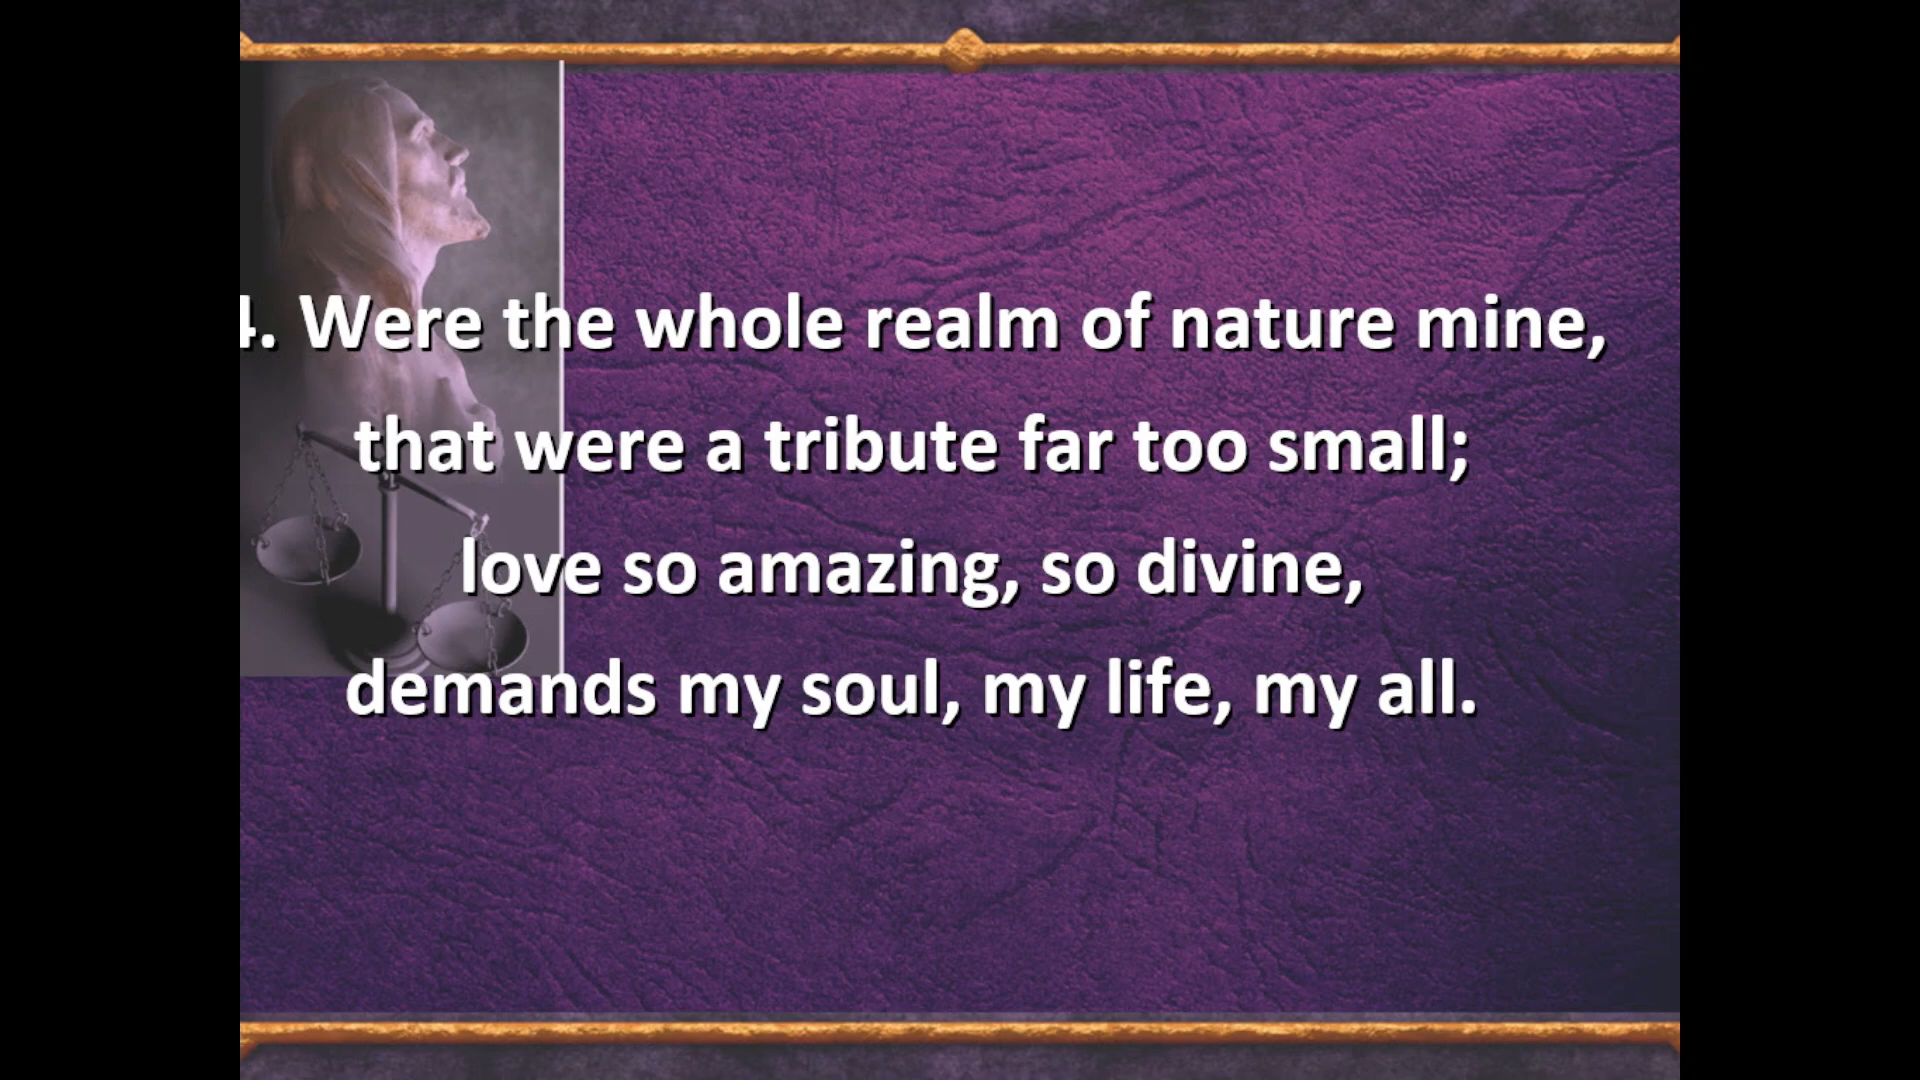 4. Were the whole realm of nature mine,
that were a tribute far too small;
love so amazing, so divine,
demands my soul, my life, my all.